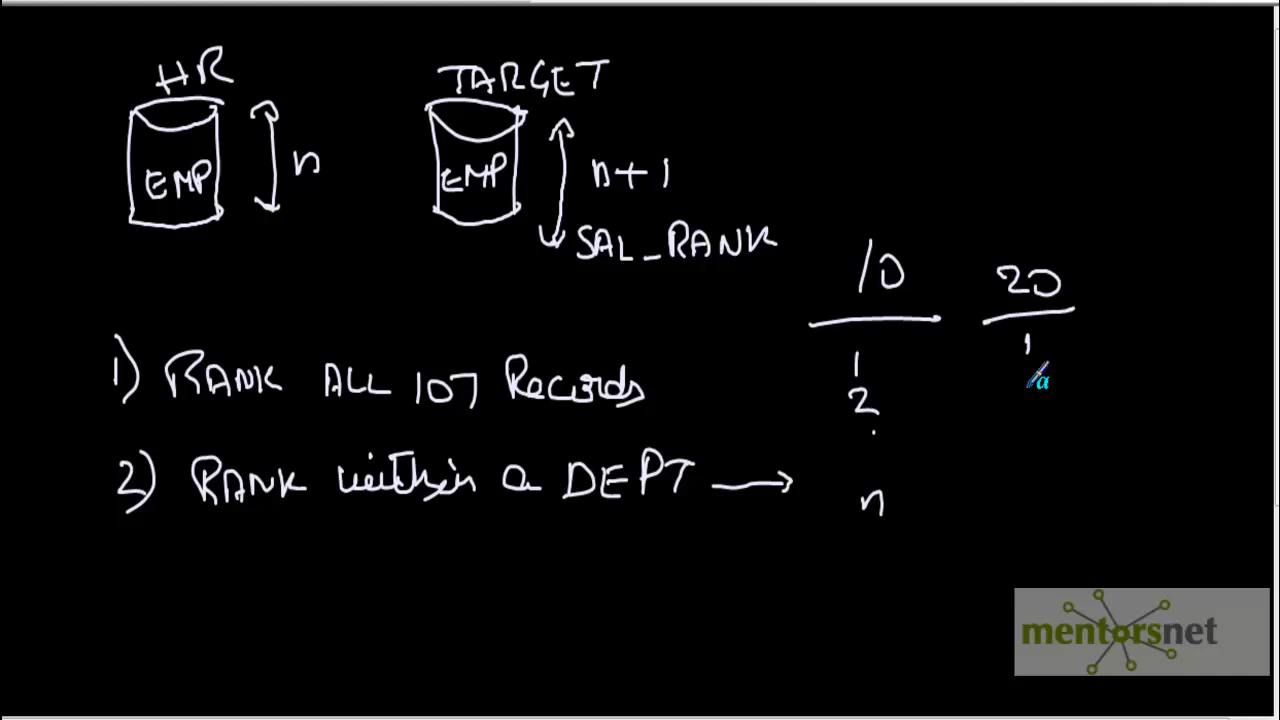 HR TARGET
EMP n EMP n+1
SAL_RANK
10 20
1) RANK ALL 107 Records 1 1
2
2) RANK within a DEPT → n
mentorsnet